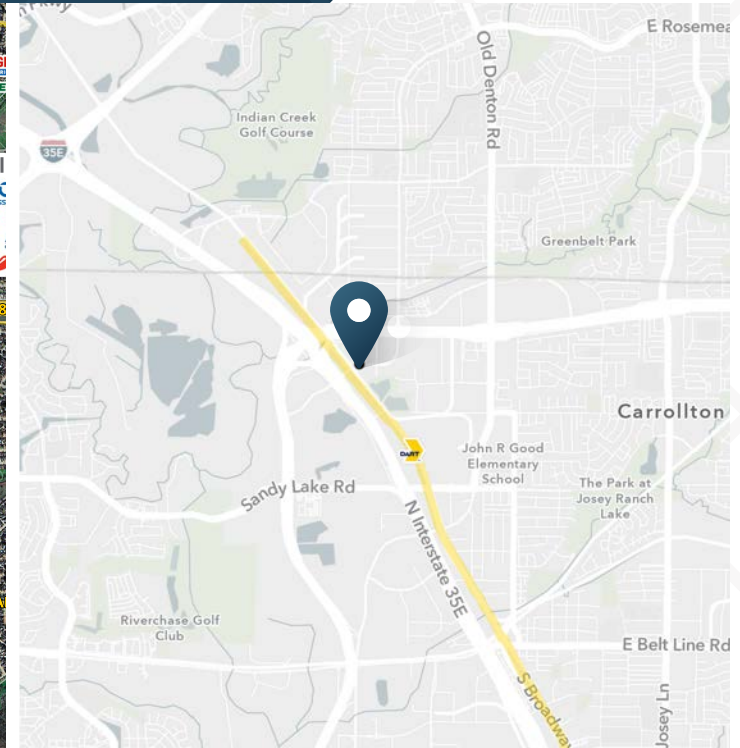 E Rosemea
Old Denton Rd
Indian Creek
Golf Course
35E
Greenbelt Park
Carrollton
DART
John R Good
Elementary
School
The Park at
Josey Ranch
Lake
Sandy Lake Rd
N Interstate 35E
Riverchase Golf
Club
E Belt Line Rd
S Broadway
Josey Ln